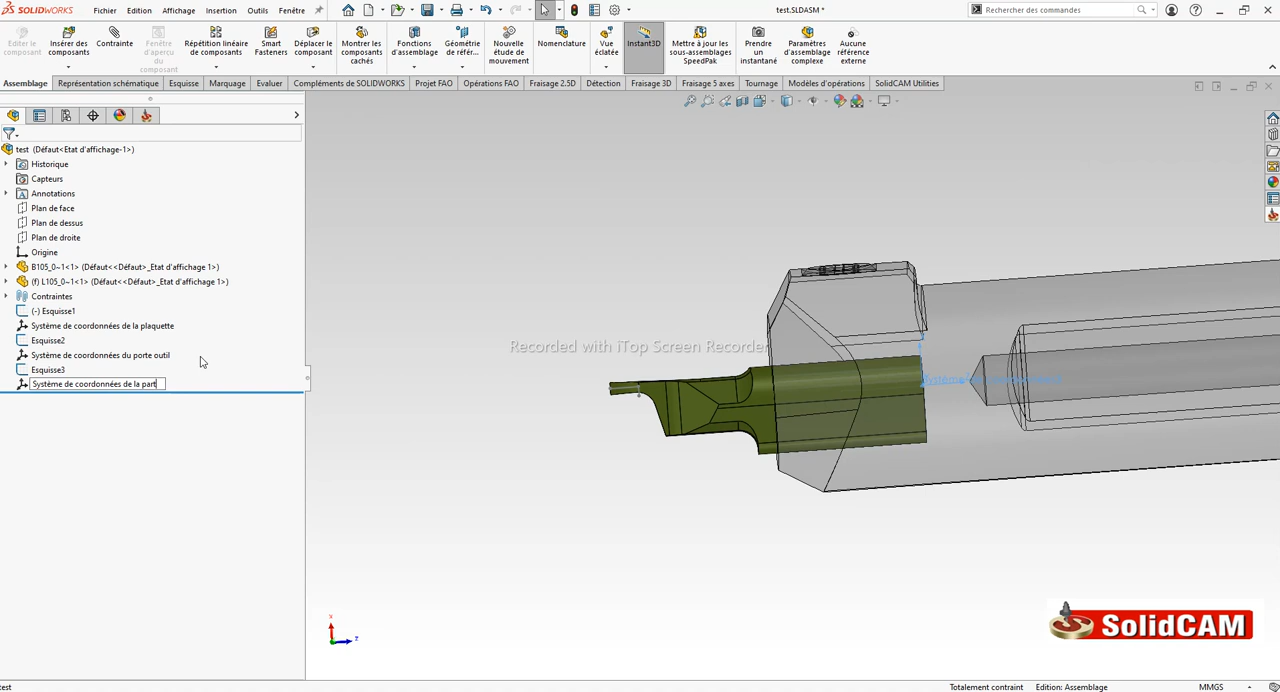 SOLIDWORKS Fichier Edition Affichage Insertion Outils Fenêtre test.SLDASM * Rechercher des commandes
Editer le composant
Insérer des composants
Contrainte
Fenêtre d'aperçu du composant
Répétition linéaire de composants
Smart Fasteners
Déplacer le composant
Montrer les composants cachés
Fonctions d'assemblage
Géométrie de référ...
Nouvelle étude de mouvement
Nomenclature
Vue éclatée
Instant3D
Mettre à jour les sous-assemblages SpeedPak
Prendre un instantané
Paramètres d'assemblage complexe
Aucune référence externe
Assemblage Représentation schématique Esquisse Marquage Evaluer Compléments de SOLIDWORKS Projet FAO Opérations FAO Fraisage 2.5D Détection Fraisage 3D Fraisage 5 axes Tournage Modèles d'opérations SolidCAM Utilities
test (Défaut<Etat d'affichage-1>)
Historique
Capteurs
Annotations
Plan de face
Plan de dessus
Plan de droite
Origine
B105_0~1<1> (Défaut<<Défaut>_Etat d'affichage 1>)
(f) L105_0~1<1> (Défaut<<Défaut>_Etat d'affichage 1>)
Contraintes
(-) Esquisse1
Système de coordonnées de la plaquette
Esquisse2
Système de coordonnées du porte outil
Esquisse3
Système de coordonnées de la part
Recorded with iTop Screen Recorder
SolidCAM
x
z
test Totalement contraint Edition: Assemblage MMGS